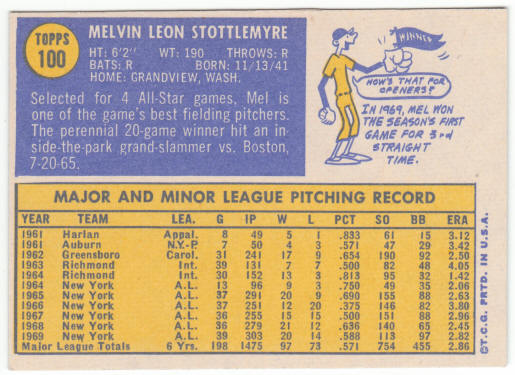 TOPPS
100
MELVIN LEON STOTTLEMYRE
HT: 6'2" WT: 190 THROWS: R
BATS: R BORN: 11/13/41
HOME: GRANDVIEW, WASH.
Selected for 4 All-Star games, Mel is
one of the game's best fielding pitchers.
The perennial 20-game winner hit an in-
side-the-park grand-slammer vs. Boston,
7-20-65.
WINNER
HOW'S THAT FOR
OPENERS?
IN 1969, MEL WON
THE SEASON'S FIRST
GAME FOR 3rd
STRAIGHT
TIME.
MAJOR AND MINOR LEAGUE PITCHING RECORD
YEAR TEAM LEA. G IP W L PCT SO BB ERA
1961 Harlan Appal. 8 49 5 1 .833 61 15 3.12
1961 Auburn N.Y.-P. 7 50 4 3 .571 47 29 3.42
1962 Greensboro Carol. 31 241 17 9 .654 190 92 2.50
1963 Richmond Int. 39 131 7 7 .500 82 48 4.05
1964 Richmond Int. 30 152 13 3 .813 95 32 1.42
1964 New York A.L. 13 96 9 3 .750 49 35 2.06
1965 New York A.L. 37 291 20 9 .690 155 88 2.63
1966 New York A.L. 37 251 12 20 .375 146 82 3.80
1967 New York A.L. 36 255 15 15 .500 151 88 2.96
1968 New York A.L. 36 279 21 12 .636 140 65 2.45
1969 New York A.L. 39 303 20 14 .588 113 97 2.82
Major League Totals 6 Yrs. 198 1475 97 73 .571 754 455 2.86
©T.C.G. PRTD. IN U.S.A.